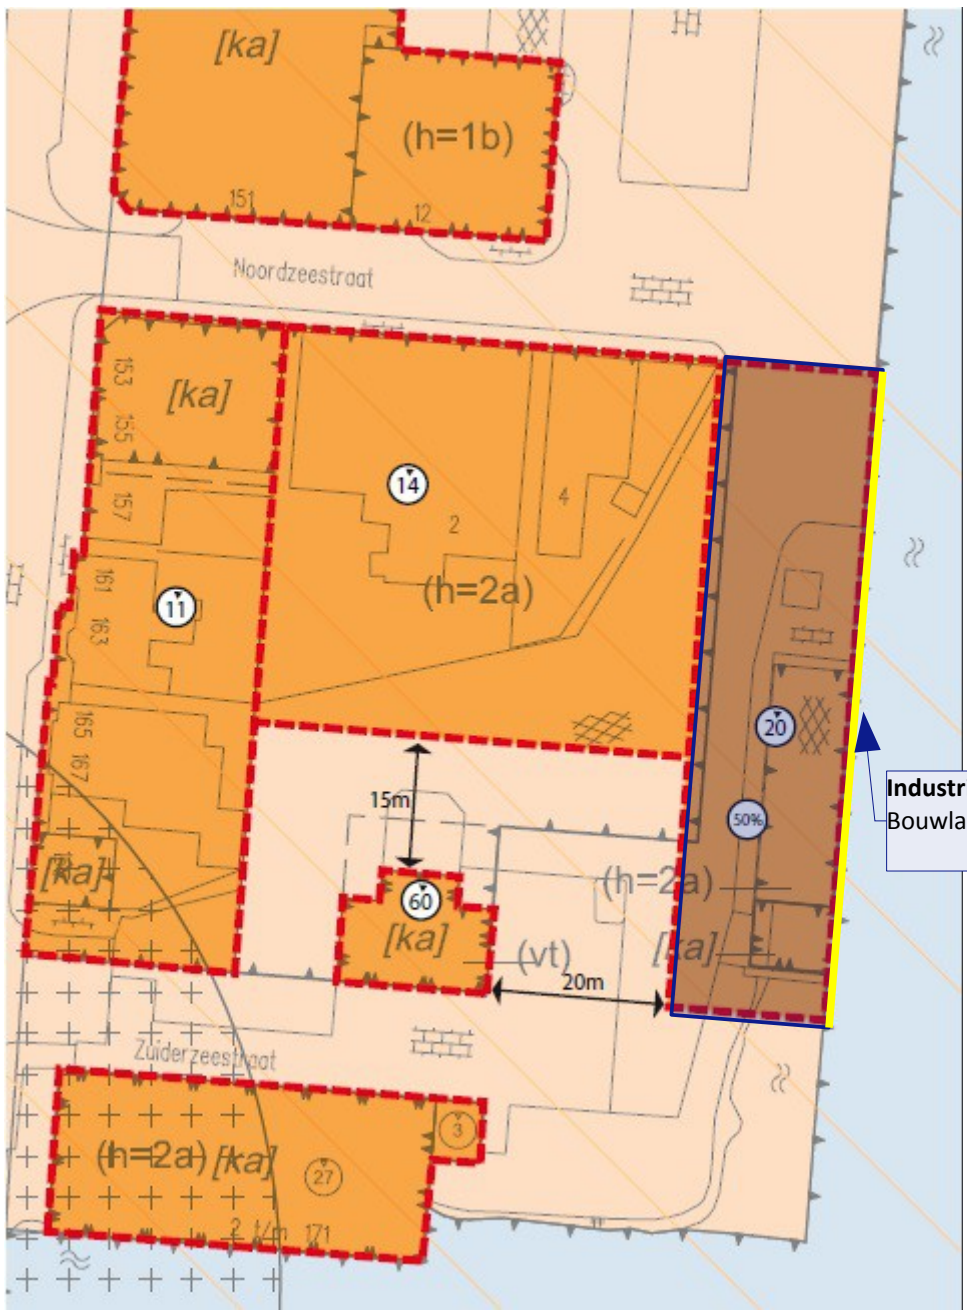 [ka]
(h=1b)
151
12
Noordzeestraat
153
[ka]
155
14
157
2
4
(h=2a)
161
11
163
165
20
167
15m
50%
[ka]
(h=2a)
60
[ka]
(vt)
[ka]
20m
Industr
Bouwla
Zuiderzeestraat
3
(h=2a) [ka]
27
2 t/m 171